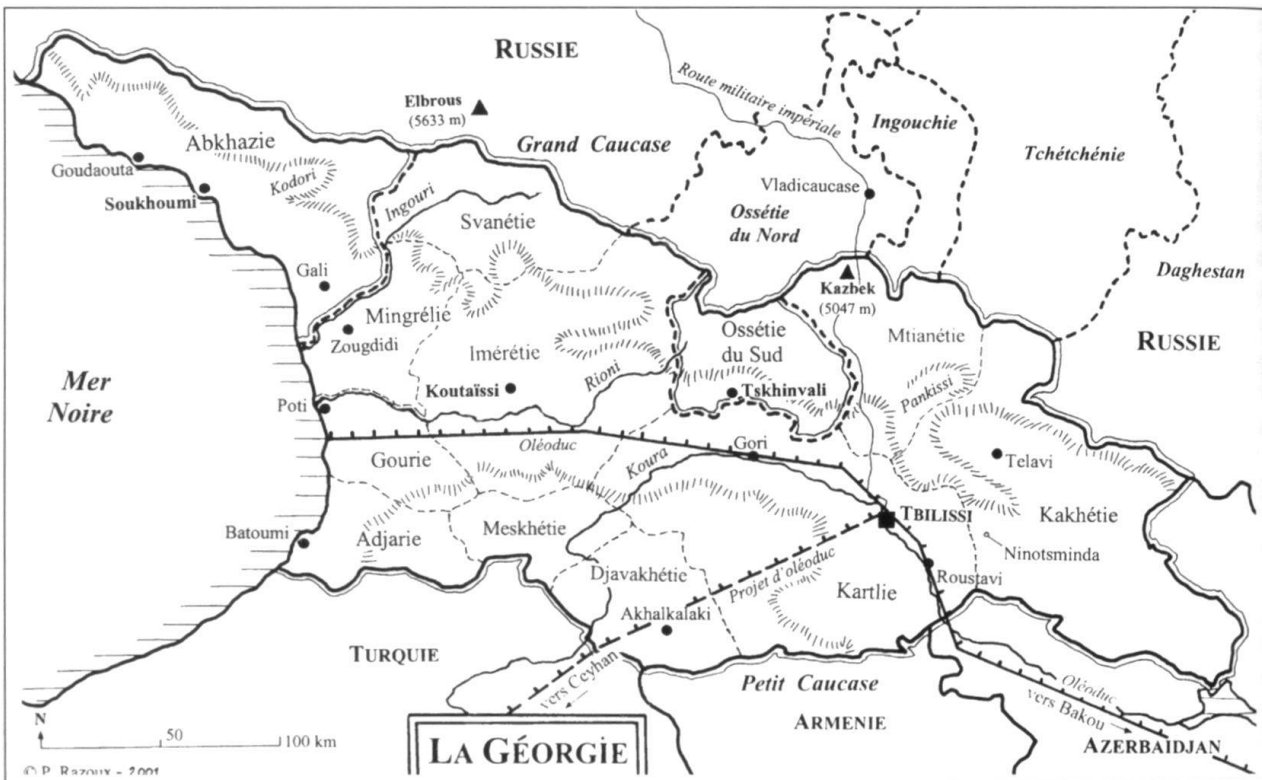 RUSSIE
Elbrous
(5633 m)
Grand Caucase
Route militaire impériale
Ingouchie
Tchétchénie
Abkhazie
Goudaouta
Kodori
Soukhoumi
Ingouri
Svanétie
Vladicaucase
Ossétie
du Nord
Daghestan
Gali
Kazbek
(5047 m)
Mingrélie
Zougdidi
Imérétie
Ossétie
du Sud
Mtianétie
RUSSIE
Mer
Noire
Koutaïssi
Rioni
Tskhinvali
Pankissi
Poti
Oléoduc
Gori
Gourie
Koura
Telavi
Batoumi
Adjarie
Meskhétie
TBILISSI
Kakhétie
Ninotsminda
Djavakhétie
Projet d'oléoduc
Roustavi
Akhalkalaki
Kartlie
TURQUIE
vers Ceyhan
Petit Caucase
Oléoduc
vers Bakou
ARMENIE
AZERBAIDJAN
N
50
100 km
LA GÉORGIE
© P. Razoux - 2001